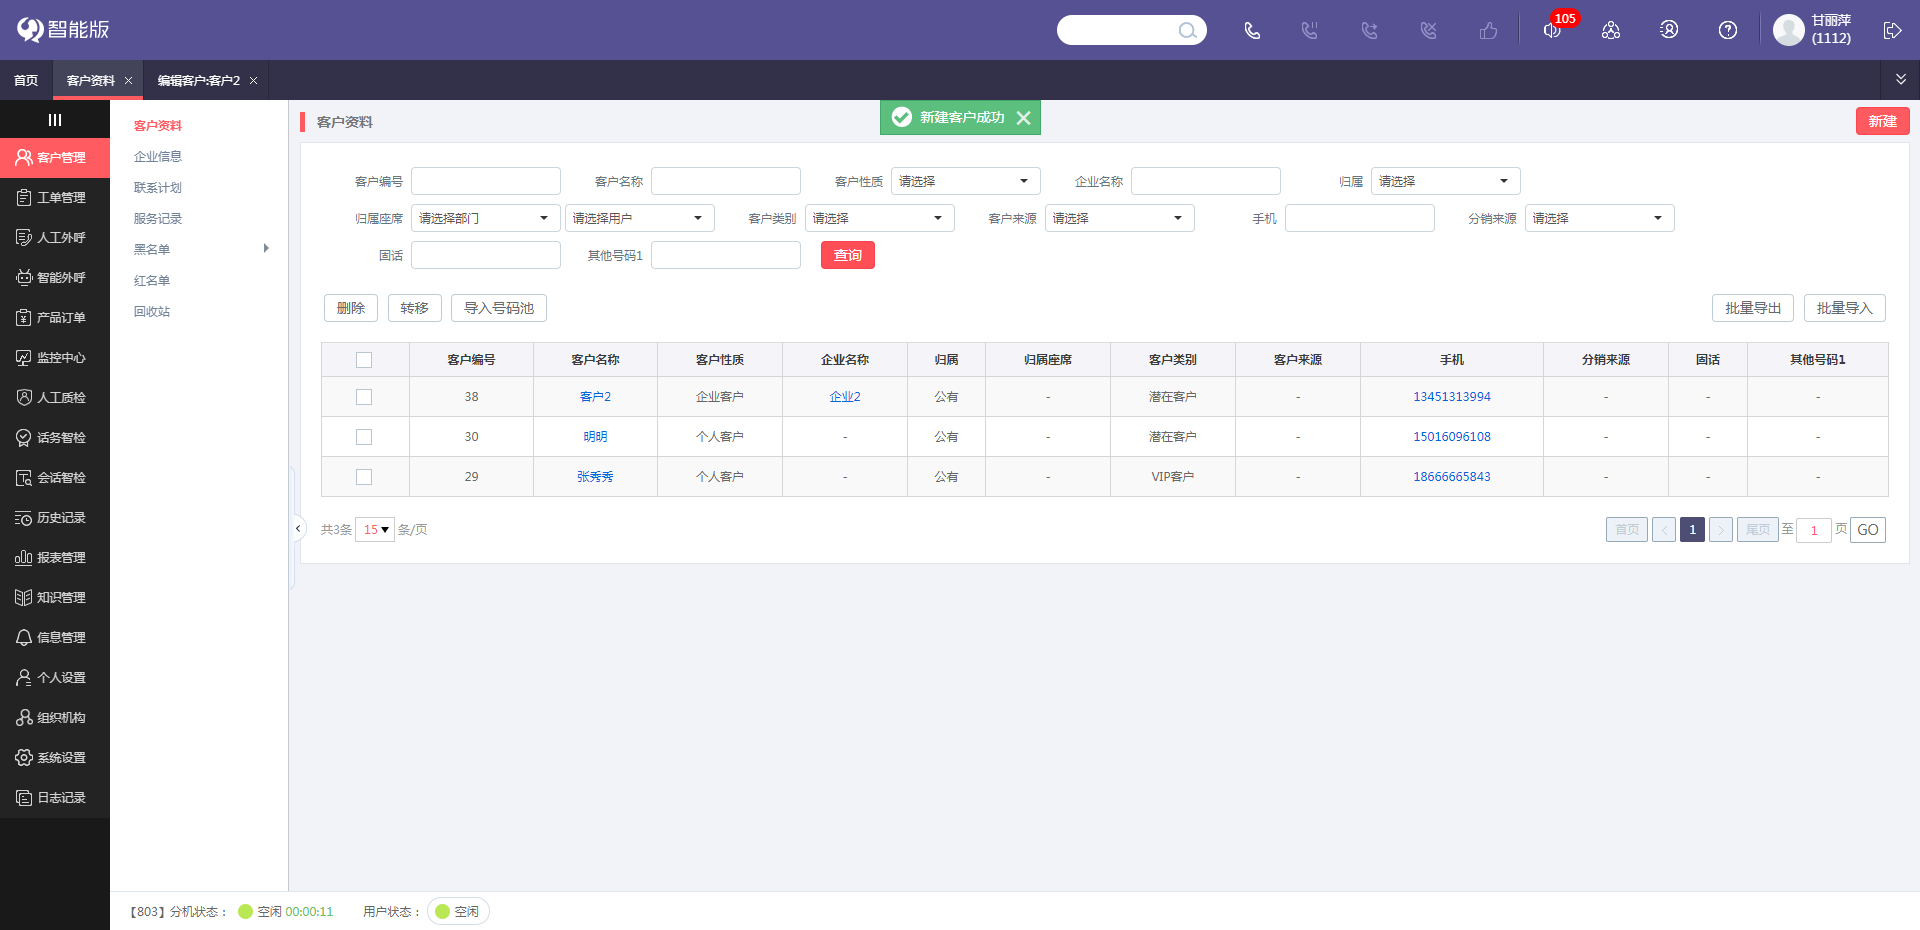 智能版
105
甘丽萍
(1112)
首页
客户资料
编辑客户:客户2
客户管理
工单管理
人工外呼
智能外呼
产品订单
监控中心
人工质检
话务智检
会话智检
历史记录
报表管理
知识管理
信息管理
个人设置
组织机构
系统设置
日志记录
客户资料
企业信息
联系计划
服务记录
黑名单
红名单
回收站
客户资料
新建客户成功
新建
客户编号 客户名称 客户性质 请选择 企业名称 归属 请选择
归属座席 请选择部门 请选择用户 客户类别 请选择 客户来源 请选择 手机 分销来源 请选择
固话 其他号码1 查询
删除 转移 导入号码池 批量导出 批量导入
客户编号 客户名称 客户性质 企业名称 归属 归属座席 客户类别 客户来源 手机 分销来源 固话 其他号码1
38 客户2 企业客户 企业2 公有 - 潜在客户 - 13451313994 - - -
30 明明 个人客户 - 公有 - 潜在客户 - 15016096108 - - -
29 张秀秀 个人客户 - 公有 - VIP客户 - 18666665843 - - -
共3条 15 条/页 首页 < 1 > 尾页 至 1 页 GO
【803】分机状态： 空闲 00:00:11 用户状态： 空闲